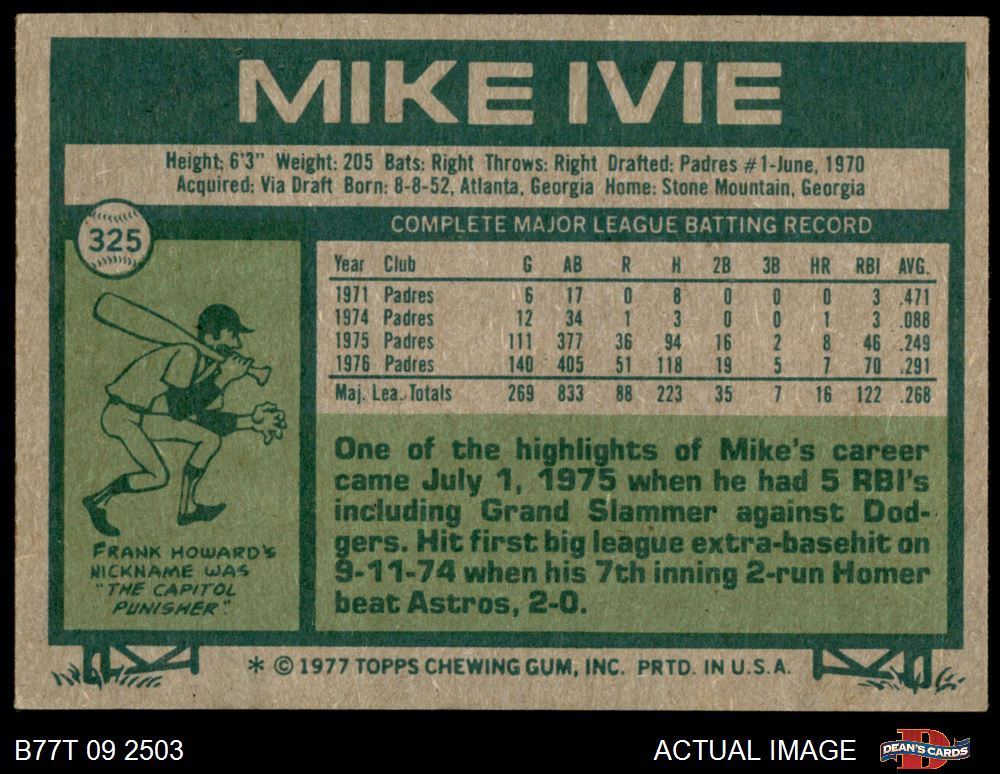 MIKE IVIE
Height: 6'3" Weight: 205 Bats: Right Throws: Right Drafted: Padres #1-June, 1970
Acquired: Via Draft Born: 8-8-52, Atlanta, Georgia Home: Stone Mountain, Georgia
325
COMPLETE MAJOR LEAGUE BATTING RECORD
Year Club G AB R H 2B 3B HR RBI AVG.
1971 Padres 6 17 0 8 0 0 0 3 .471
1974 Padres 12 34 1 3 0 0 1 3 .088
1975 Padres 111 377 36 94 16 2 8 46 .249
1976 Padres 140 405 51 118 19 5 7 70 .291
Maj. Lea. Totals 269 833 88 223 35 7 16 122 .268
FRANK HOWARD'S
NICKNAME WAS
"THE CAPITOL
PUNISHER".
One of the highlights of Mike's career
came July 1, 1975 when he had 5 RBI's
including Grand Slammer against Dod-
gers. Hit first big league extra-basehit on
9-11-74 when his 7th inning 2-run Homer
beat Astros, 2-0.
* © 1977 TOPPS CHEWING GUM, INC. PRTD. IN U.S.A.
B77T 09 2503
ACTUAL IMAGE
DEAN'S CARDS